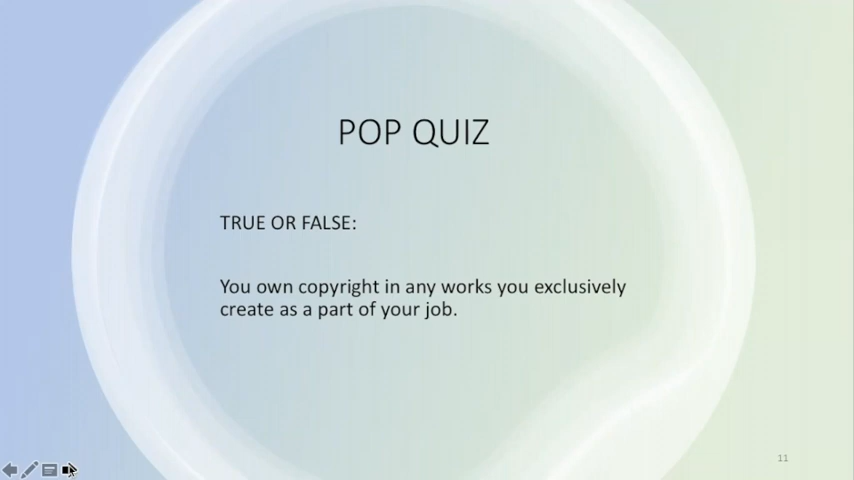 POP QUIZ
TRUE OR FALSE:
You own copyright in any works you exclusively
create as a part of your job.
11